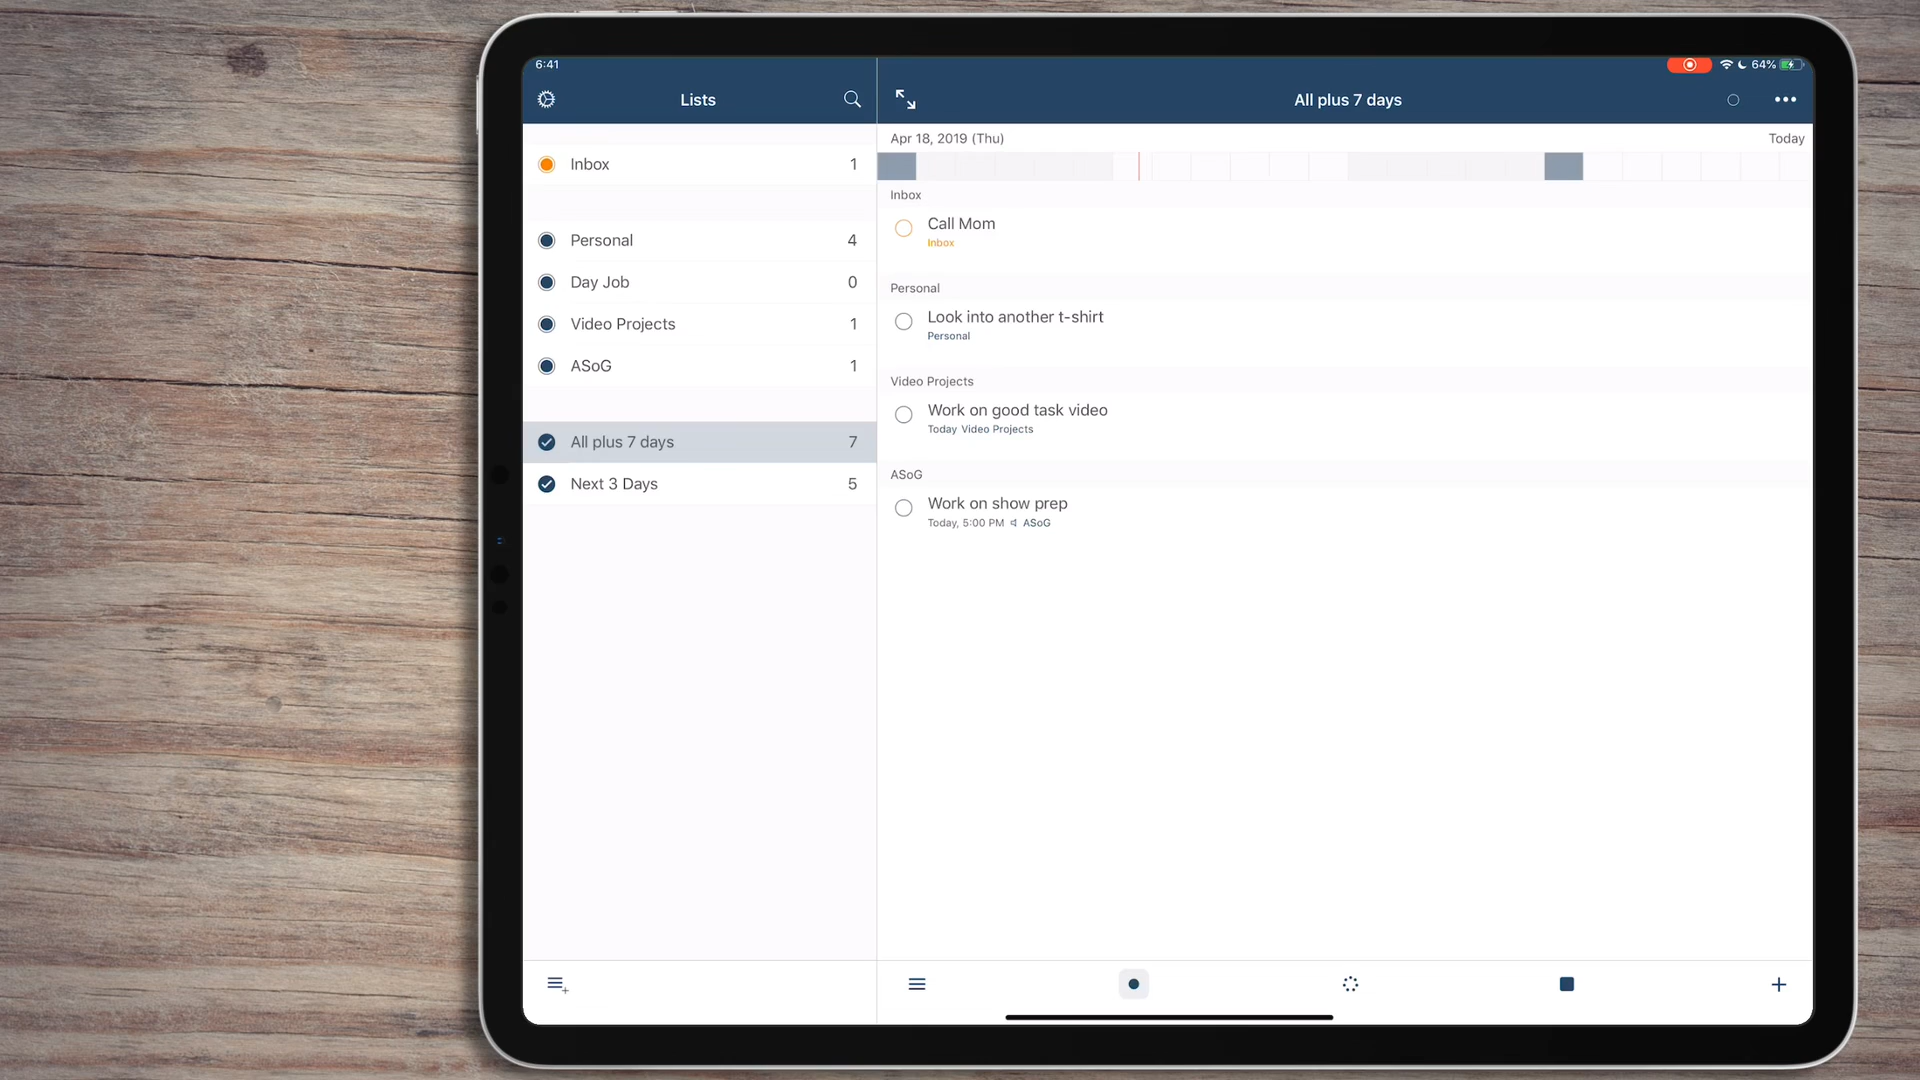 6:41
64%
Lists
All plus 7 days
Inbox 1
Personal 4
Day Job 0
Video Projects 1
ASoG 1
All plus 7 days 7
Next 3 Days 5
Apr 18, 2019 (Thu) Today
Inbox
Call Mom
Inbox
Personal
Look into another t-shirt
Personal
Video Projects
Work on good task video
Today Video Projects
ASoG
Work on show prep
Today, 5:00 PM ASoG